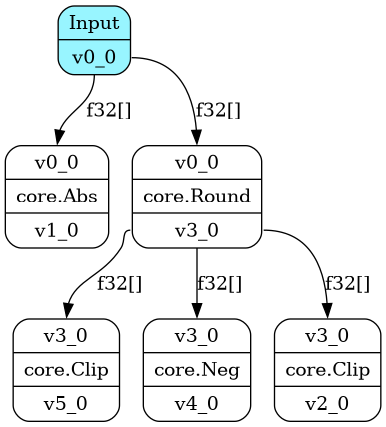 Input
v0_0
f32[]
f32[]
v0_0
core.Abs
v1_0
v0_0
core.Round
v3_0
f32[]
f32[]
f32[]
v3_0
core.Clip
v5_0
v3_0
core.Neg
v4_0
v3_0
core.Clip
v2_0